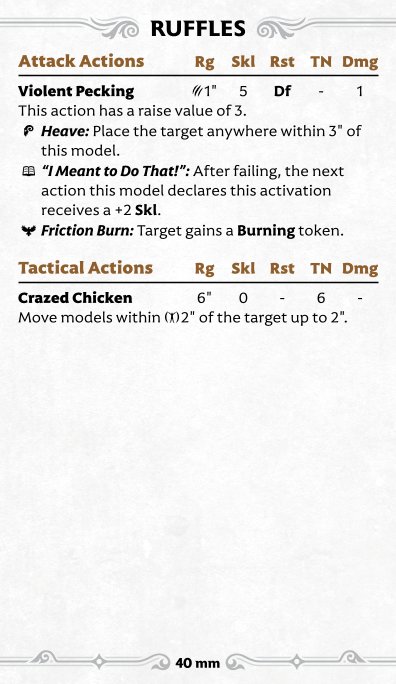 RUFFLES
Attack Actions Rg Skl Rst TN Dmg
Violent Pecking 1" 5 Df - 1
This action has a raise value of 3.
Heave: Place the target anywhere within 3" of
this model.
“I Meant to Do That!”: After failing, the next
action this model declares this activation
receives a +2 Skl.
Friction Burn: Target gains a Burning token.
Tactical Actions Rg Skl Rst TN Dmg
Crazed Chicken 6" 0 - 6 -
Move models within 2" of the target up to 2".
40 mm